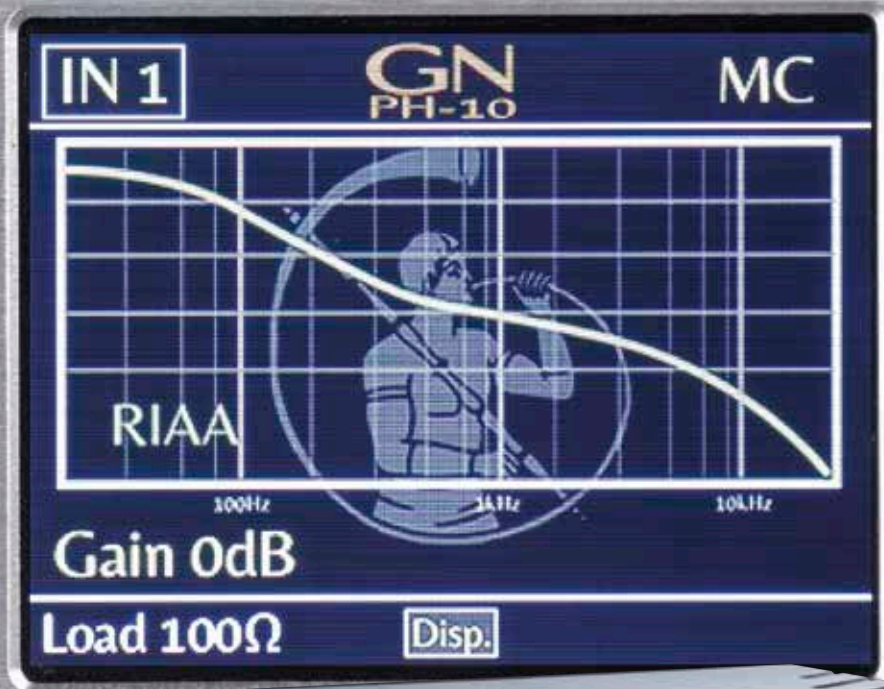 IN 1
GN
PH-10
MC
RIAA
100Hz
1kHz
10kHz
Gain 0dB
Load 100Ω
Disp.